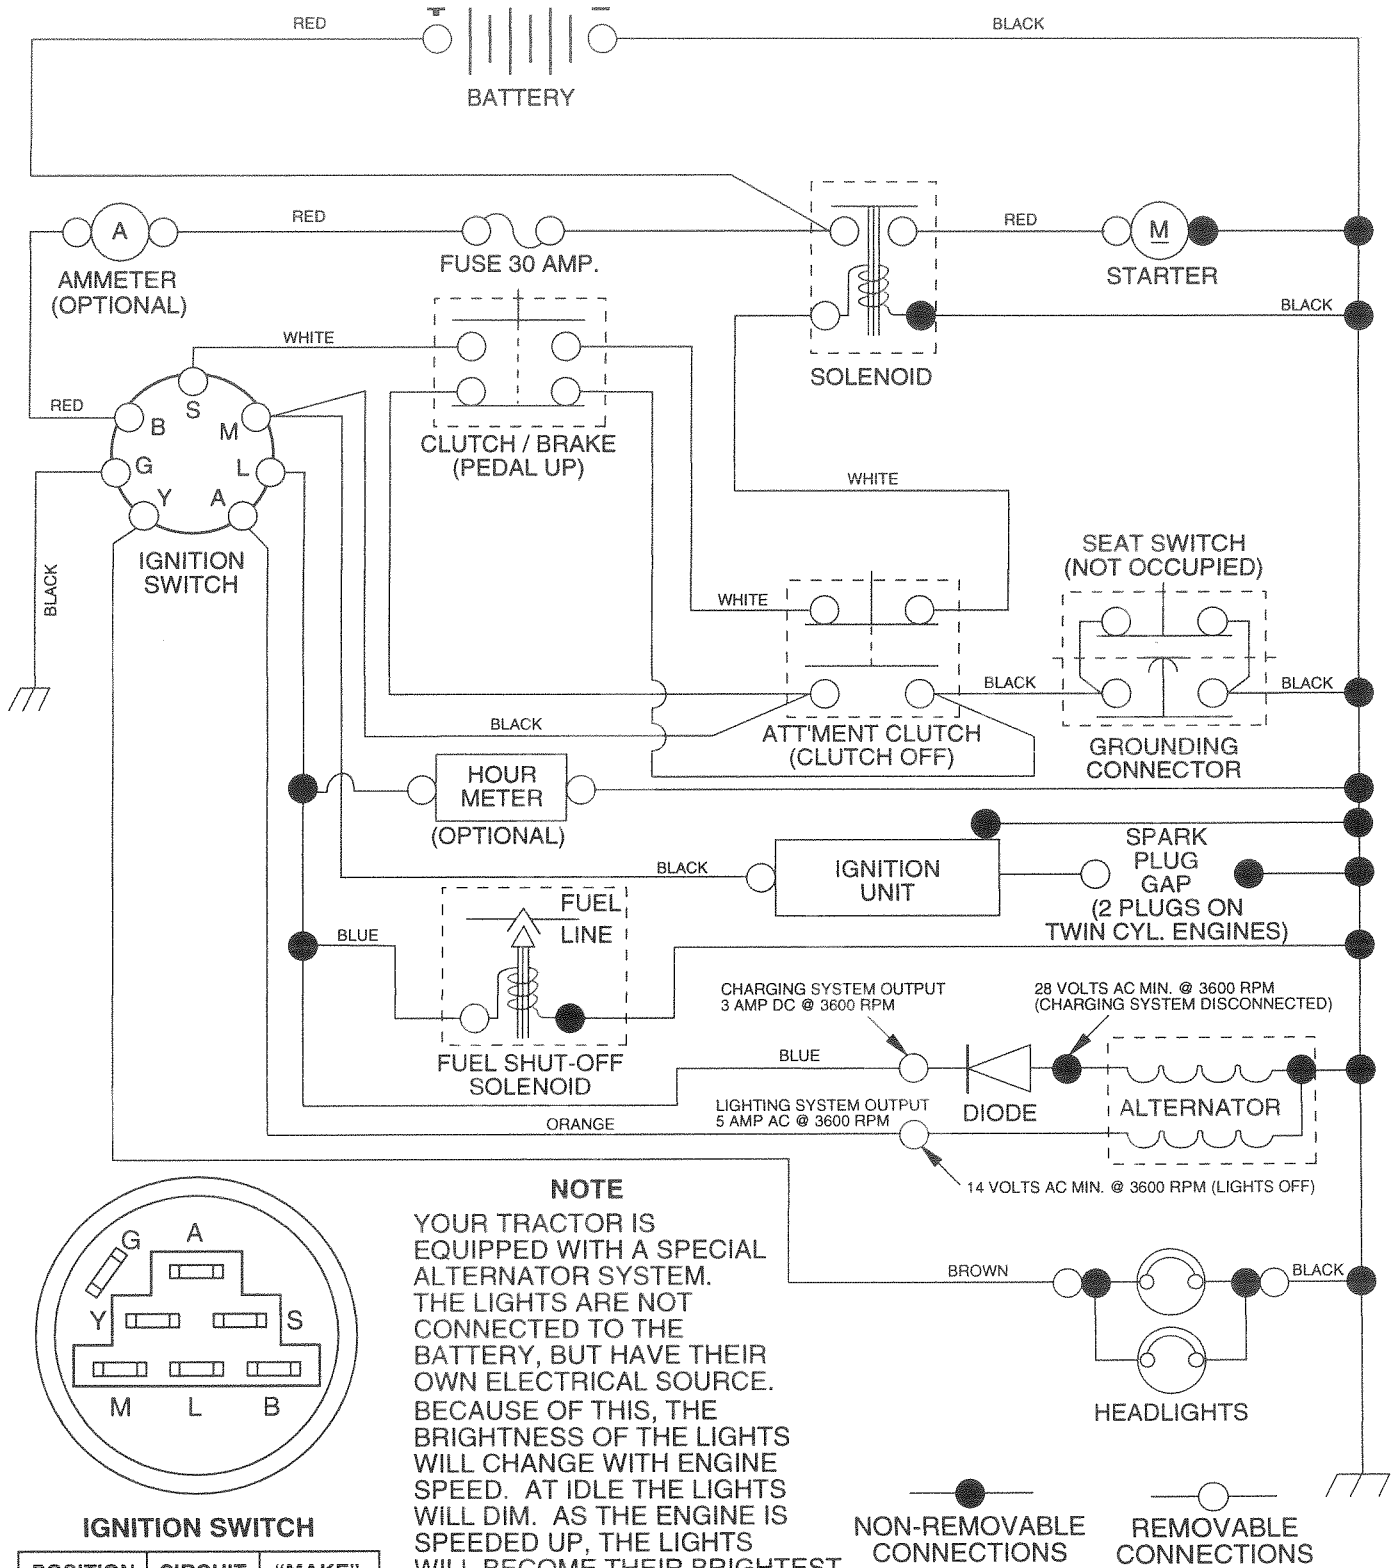 RED
+
−
BLACK
BATTERY
RED
A
AMMETER
(OPTIONAL)
FUSE 30 AMP.
RED
M
STARTER
BLACK
SOLENOID
WHITE
RED
S
B
M
G
L
Y
A
IGNITION
SWITCH
BLACK
CLUTCH / BRAKE
(PEDAL UP)
WHITE
SEAT SWITCH
(NOT OCCUPIED)
WHITE
BLACK
BLACK
BLACK
ATT'MENT CLUTCH
(CLUTCH OFF)
GROUNDING
CONNECTOR
HOUR
METER
(OPTIONAL)
BLACK
IGNITION
UNIT
SPARK
PLUG
GAP
(2 PLUGS ON
TWIN CYL. ENGINES)
FUEL
LINE
BLUE
FUEL SHUT-OFF
SOLENOID
CHARGING SYSTEM OUTPUT
3 AMP DC @ 3600 RPM
28 VOLTS AC MIN. @ 3600 RPM
(CHARGING SYSTEM DISCONNECTED)
BLUE
DIODE
ALTERNATOR
LIGHTING SYSTEM OUTPUT
5 AMP AC @ 3600 RPM
ORANGE
14 VOLTS AC MIN. @ 3600 RPM (LIGHTS OFF)
BROWN
BLACK
HEADLIGHTS
G
A
Y
S
M
L
B
IGNITION SWITCH
POSITION CIRCUIT "MAKE"
NOTE
YOUR TRACTOR IS
EQUIPPED WITH A SPECIAL
ALTERNATOR SYSTEM.
THE LIGHTS ARE NOT
CONNECTED TO THE
BATTERY, BUT HAVE THEIR
OWN ELECTRICAL SOURCE.
BECAUSE OF THIS, THE
BRIGHTNESS OF THE LIGHTS
WILL CHANGE WITH ENGINE
SPEED. AT IDLE THE LIGHTS
WILL DIM. AS THE ENGINE IS
SPEEDED UP, THE LIGHTS
WILL BECOME THEIR BRIGHTEST
NON-REMOVABLE
CONNECTIONS
REMOVABLE
CONNECTIONS